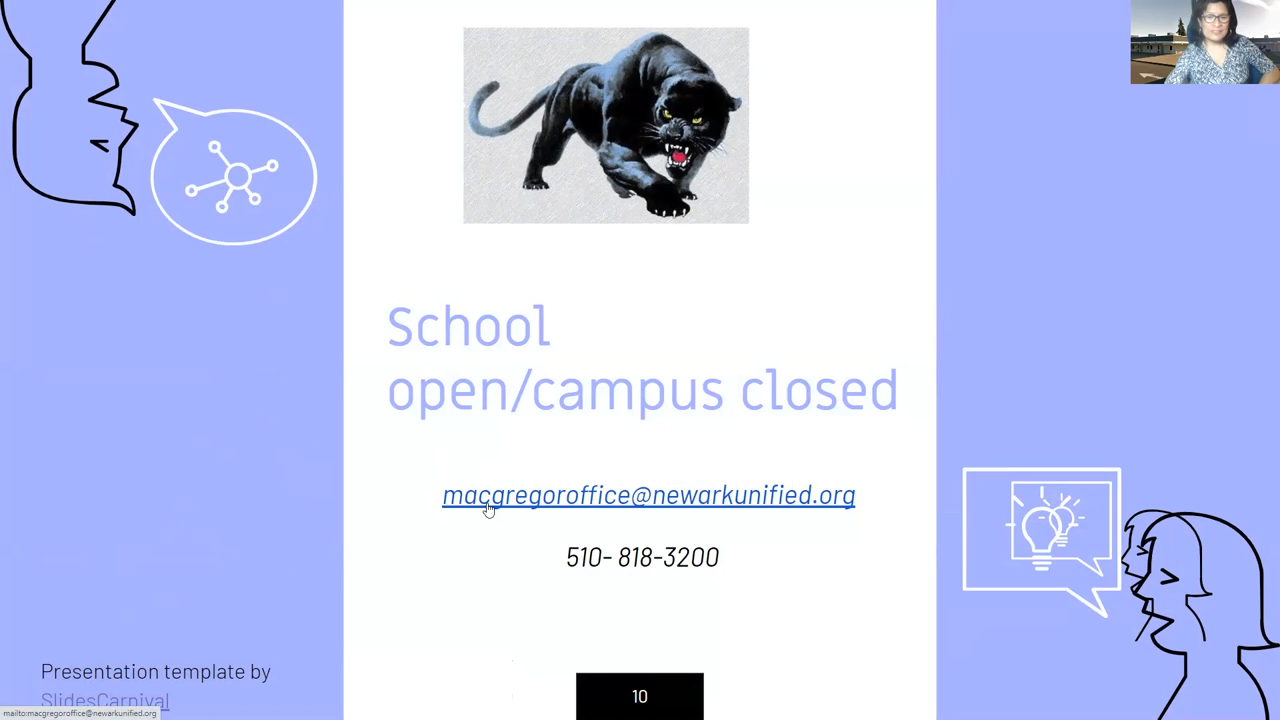 School
open/campus closed
macgregoroffice@newarkunified.org
510- 818-3200
Presentation template by
SlidesCarnival
mailto:macgregoroffice@newarkunified.org
10